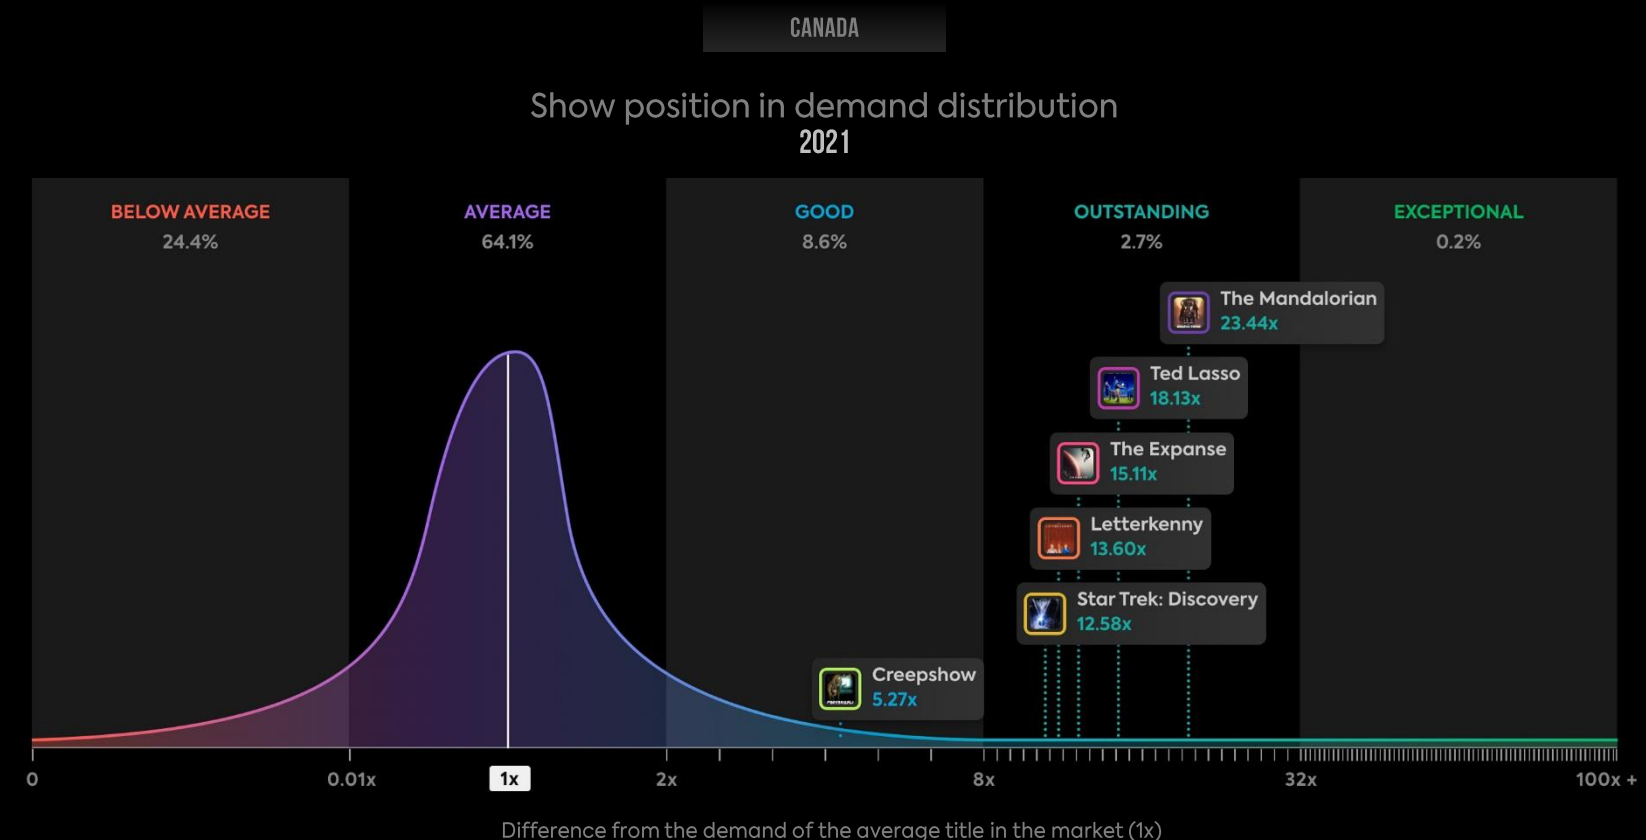 CANADA
Show position in demand distribution
2021
BELOW AVERAGE
24.4%
AVERAGE
64.1%
GOOD
8.6%
OUTSTANDING
2.7%
EXCEPTIONAL
0.2%
The Mandalorian
23.44x
Ted Lasso
18.13x
The Expanse
15.11x
Letterkenny
13.60x
Star Trek: Discovery
12.58x
Creepshow
5.27x
0 0.01x 1x 2x 8x 32x 100x +
Difference from the demand of the average title in the market (1x)